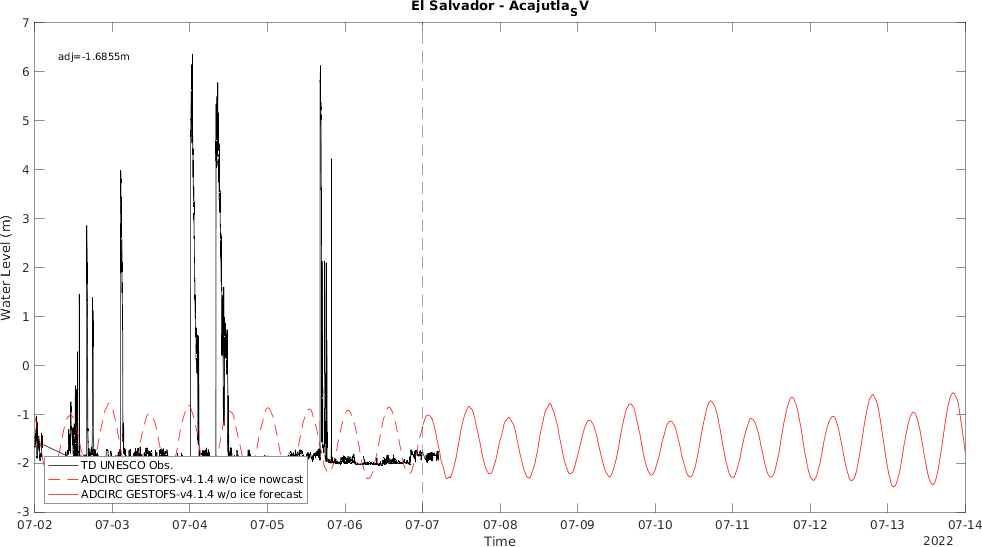 El Salvador - AcajutlaSV
adj=-1.6855m
Water Level (m)
7
6
5
4
3
2
1
0
-1
-2
-3
TD UNESCO Obs.
ADCIRC GESTOFS-v4.1.4 w/o ice nowcast
ADCIRC GESTOFS-v4.1.4 w/o ice forecast
07-02 07-03 07-04 07-05 07-06 07-07 07-08 07-09 07-10 07-11 07-12 07-13 07-14
Time
2022